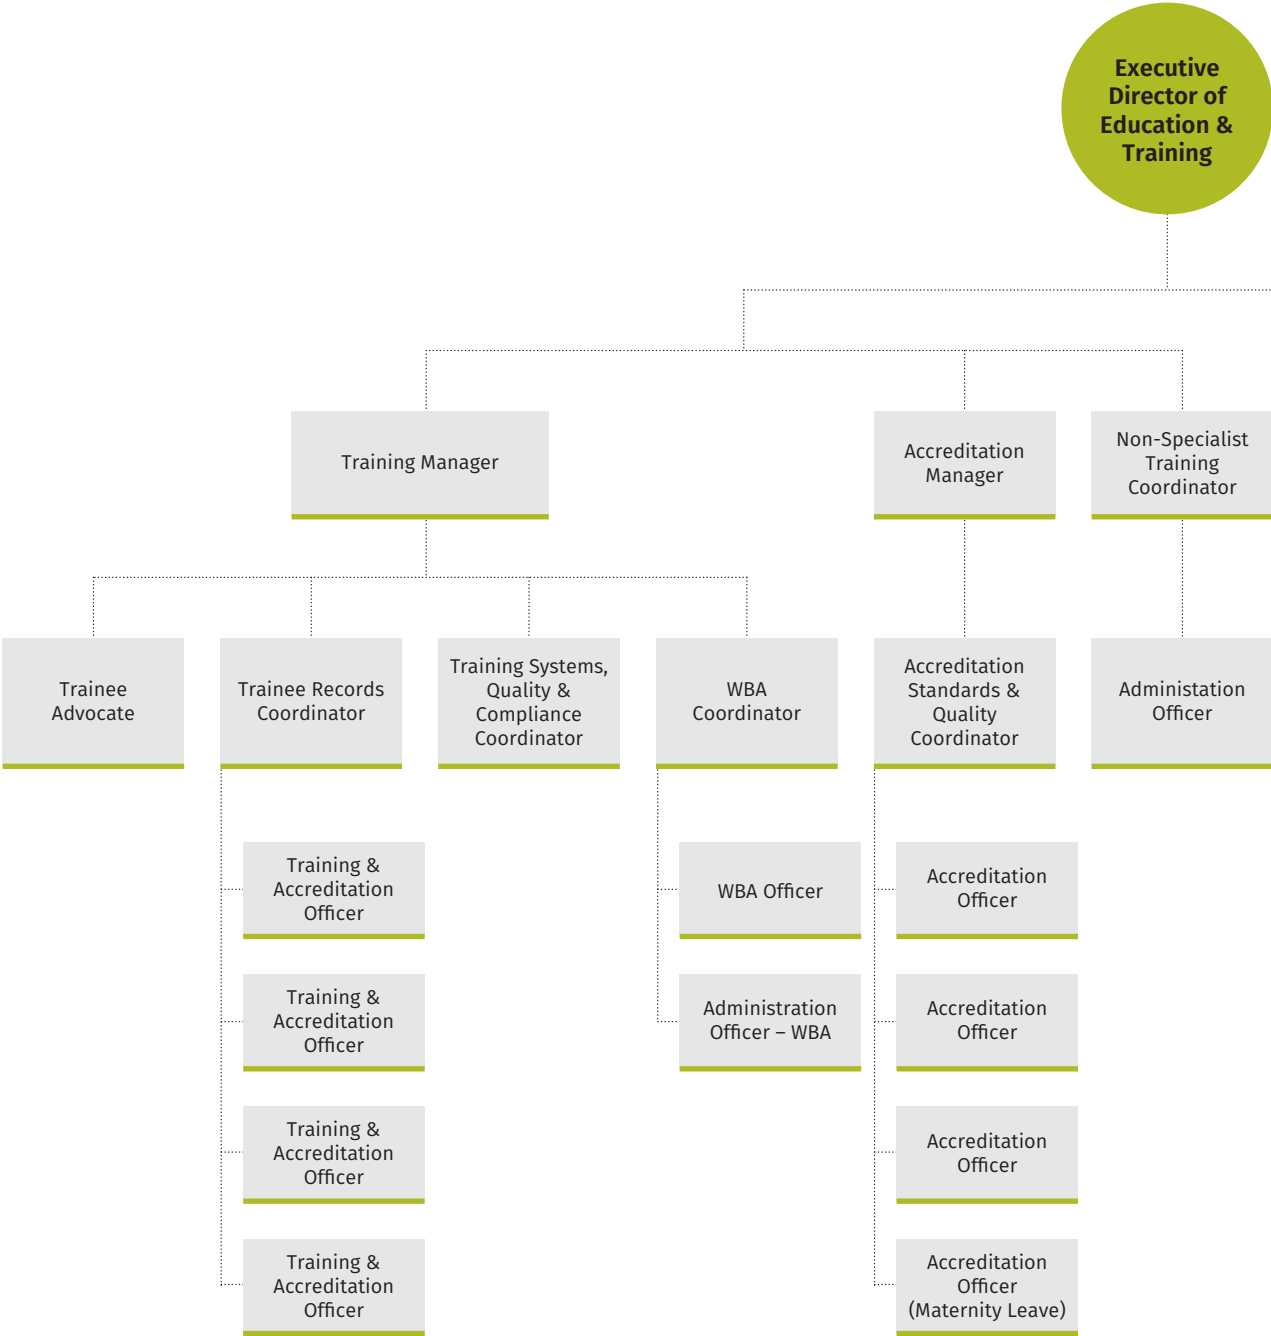 Executive
Director of
Education &
Training
Training Manager
Accreditation
Manager
Non-Specialist
Training
Coordinator
Trainee
Advocate
Trainee Records
Coordinator
Training Systems,
Quality &
Compliance
Coordinator
WBA
Coordinator
Accreditation
Standards &
Quality
Coordinator
Administation
Officer
Training &
Accreditation
Officer
Training &
Accreditation
Officer
Training &
Accreditation
Officer
Training &
Accreditation
Officer
WBA Officer
Administration
Officer – WBA
Accreditation
Officer
Accreditation
Officer
Accreditation
Officer
Accreditation
Officer
(Maternity Leave)